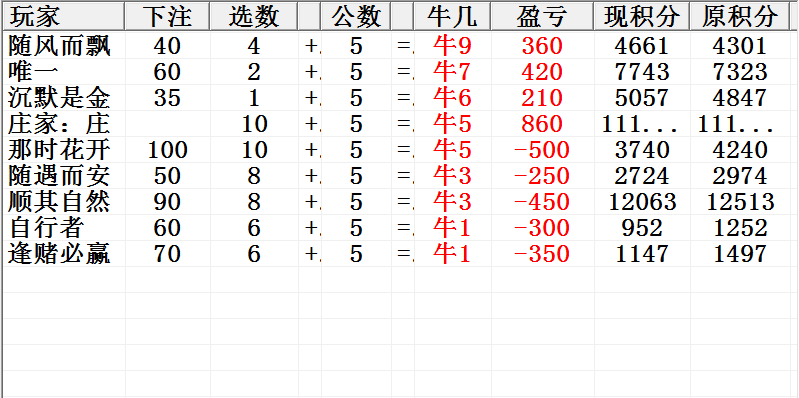 玩家 下注 选数 公数 牛几 盈亏 现积分 原积分
随风而飘 40 4 +. 5 =. 牛9 360 4661 4301
唯一 60 2 +. 5 =. 牛7 420 7743 7323
沉默是金 35 1 +. 5 =. 牛6 210 5057 4847
庄家: 庄 10 +. 5 =. 牛5 860 111... 111...
那时花开 100 10 +. 5 =. 牛5 -500 3740 4240
随遇而安 50 8 +. 5 =. 牛3 -250 2724 2974
顺其自然 90 8 +. 5 =. 牛3 -450 12063 12513
自行者 60 6 +. 5 =. 牛1 -300 952 1252
逢赌必赢 70 6 +. 5 =. 牛1 -350 1147 1497